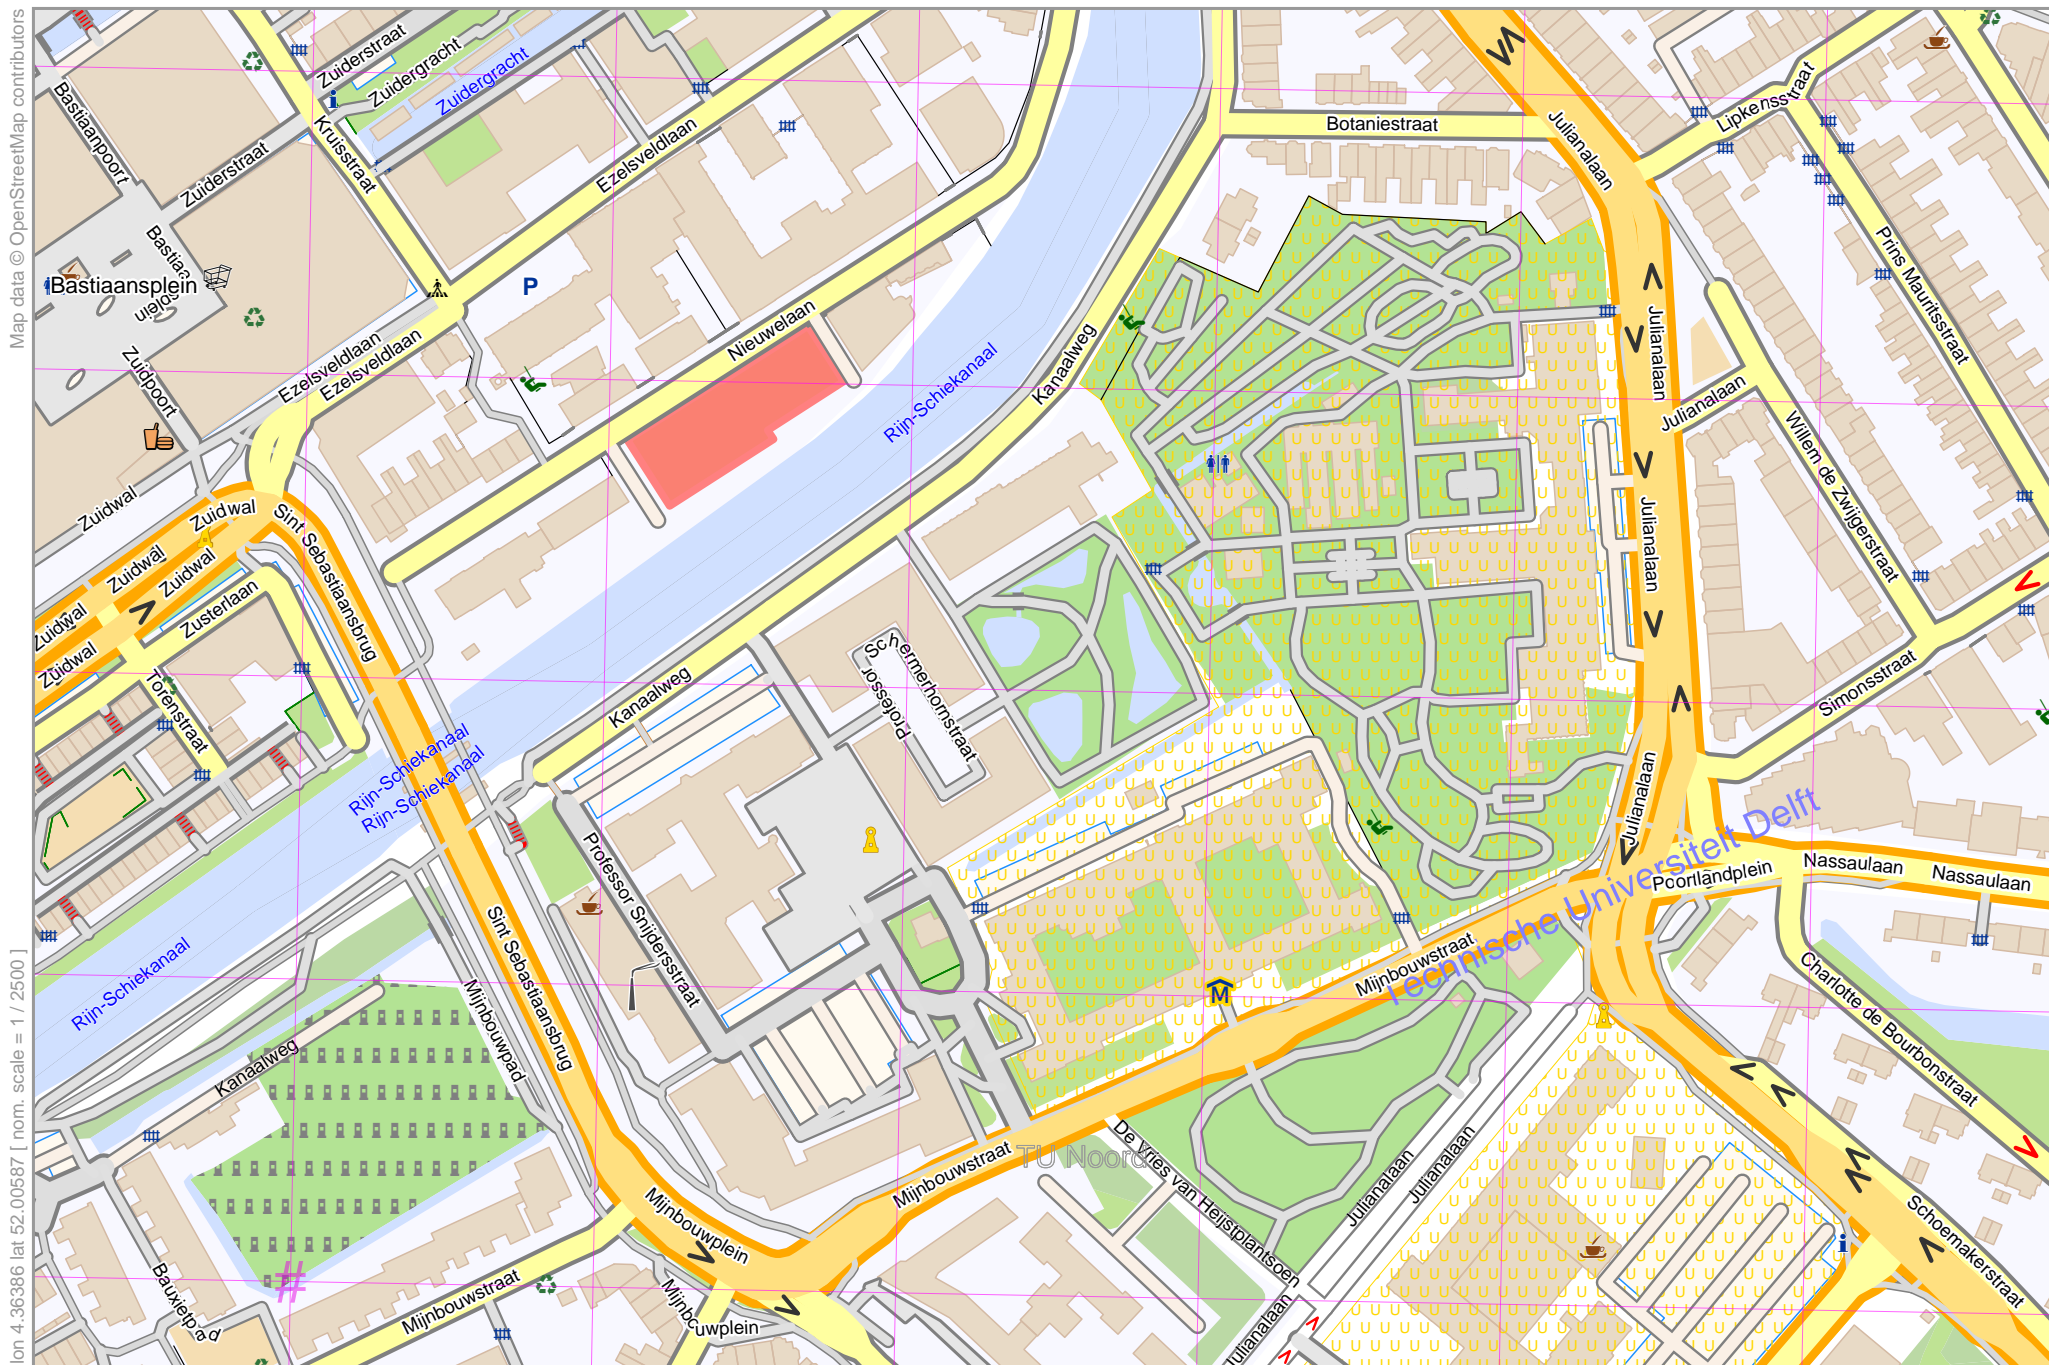 Map data © OpenStreetMap contributors
lon 4.36386 lat 52.00587 [ nom. scale = 1 / 2500 ]
Zuiderstraat
Zuidergracht
Zuidergracht
Bastiaanpoort
Kruisstraat
Zuiderstraat
Ezelsveldlaan
Botaniestraat
Julianalaan
Lipkensstraat
Prins Mauritsstraat
Bastiaansplein
Bastiaansplein
P
Nieuwelaan
Kanaalweg
Julianalaan
Ezelsveldlaan
Ezelsveldlaan
Zuidpoort
Rijn-Schiekanaal
Julianalaan
Willem de Zwijgerstraat
Zuidwal
Zuidwal
Sint Sebastiaansbrug
Julianalaan
Zuidwal
Zuidwal
Zuidwal
Zuidwal
Zusterlaan
Torenstraat
Schermerhornstraat
Professor
Kanaalweg
Simonsstraat
Rijn-Schiekanaal
Rijn-Schiekanaal
Julianalaan
Technische Universiteit Delft
Poortlandplein
Nassaulaan
Nassaulaan
Professor Snijdersstraat
Sint Sebastiaansbrug
Mijnbouwpad
Rijn-Schiekanaal
Mijnbouwstraat
M
Charlotte de Bourbonstraat
Kanaalweg
TU Noord
De Vries van Heijstplantsoen
Mijnbouwstraat
Julianalaan
Julianalaan
Schoemakerstraat
Mijnbouwplein
Bauxietpad
Mijnbouwstraat
Mijnbouwplein
Julianalaan
#